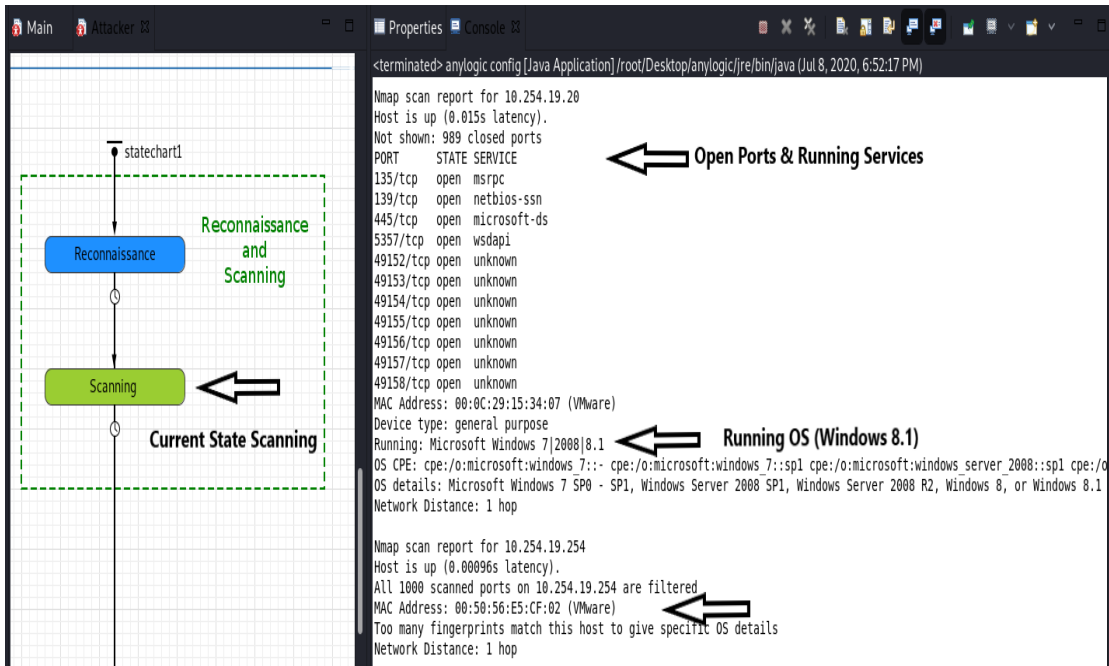 Main
Attacker
statechart1
Reconnaissance
and
Scanning
Reconnaissance
Scanning
Current State Scanning
Properties
Console
<terminated> anylogic config [Java Application] /root/Desktop/anylogic/jre/bin/java (Jul 8, 2020, 6:52:17 PM)
Nmap scan report for 10.254.19.20
Host is up (0.015s latency).
Not shown: 989 closed ports
PORT STATE SERVICE
Open Ports & Running Services
135/tcp open msrpc
139/tcp open netbios-ssn
445/tcp open microsoft-ds
5357/tcp open wsdapi
49152/tcp open unknown
49153/tcp open unknown
49154/tcp open unknown
49155/tcp open unknown
49156/tcp open unknown
49157/tcp open unknown
49158/tcp open unknown
MAC Address: 00:0C:29:15:34:07 (VMware)
Device type: general purpose
Running: Microsoft Windows 7|2008|8.1
Running OS (Windows 8.1)
OS CPE: cpe:/o:microsoft:windows_7::- cpe:/o:microsoft:windows_7::sp1 cpe:/o:microsoft:windows_server_2008::sp1 cpe:/o
OS details: Microsoft Windows 7 SP0 - SP1, Windows Server 2008 SP1, Windows Server 2008 R2, Windows 8, or Windows 8.1
Network Distance: 1 hop
Nmap scan report for 10.254.19.254
Host is up (0.00096s latency).
All 1000 scanned ports on 10.254.19.254 are filtered
MAC Address: 00:50:56:E5:CF:02 (VMware)
Too many fingerprints match this host to give specific OS details
Network Distance: 1 hop